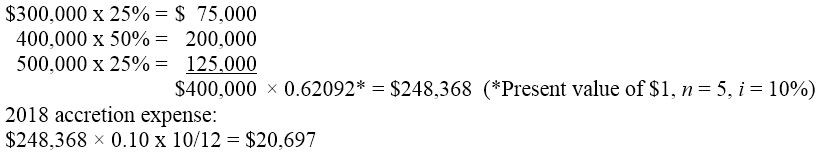 $300,000 x 25% = $ 75,000
400,000 x 50% = 200,000
500,000 x 25% = 125,000
$400,000 × 0.62092* = $248,368 (*Present value of $1, n = 5, i = 10%)
2018 accretion expense:
$248,368 × 0.10 x 10/12 = $20,697